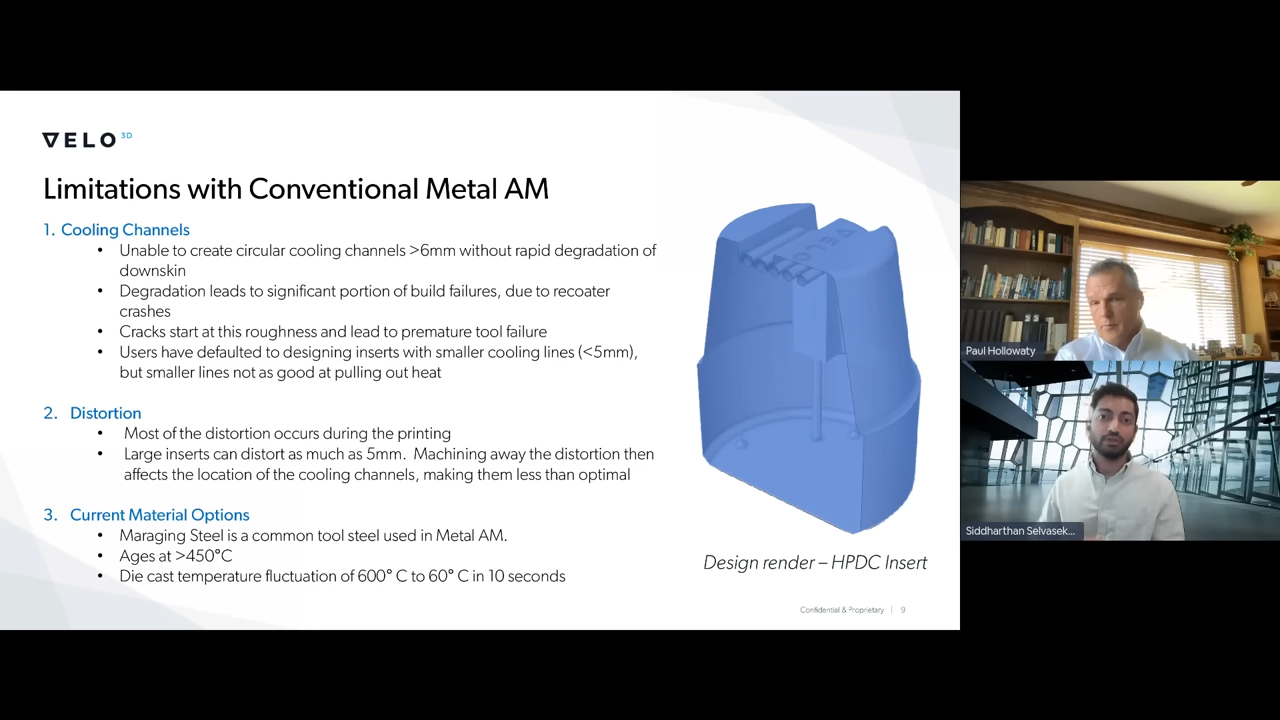 VELO 3D
Limitations with Conventional Metal AM
1. Cooling Channels
• Unable to create circular cooling channels >6mm without rapid degradation of
downskin
• Degradation leads to significant portion of build failures, due to recoater
crashes
• Cracks start at this roughness and lead to premature tool failure
• Users have defaulted to designing inserts with smaller cooling lines (<5mm),
but smaller lines not as good at pulling out heat
2. Distortion
• Most of the distortion occurs during the printing
• Large inserts can distort as much as 5mm. Machining away the distortion then
affects the location of the cooling channels, making them less than optimal
3. Current Material Options
• Maraging Steel is a common tool steel used in Metal AM.
• Ages at >450°C
• Die cast temperature fluctuation of 600° C to 60° C in 10 seconds
VELO
Design render – HPDC Insert
Confidential & Proprietary | 9
Paul Hollowaty
Siddharthan Selvasek...